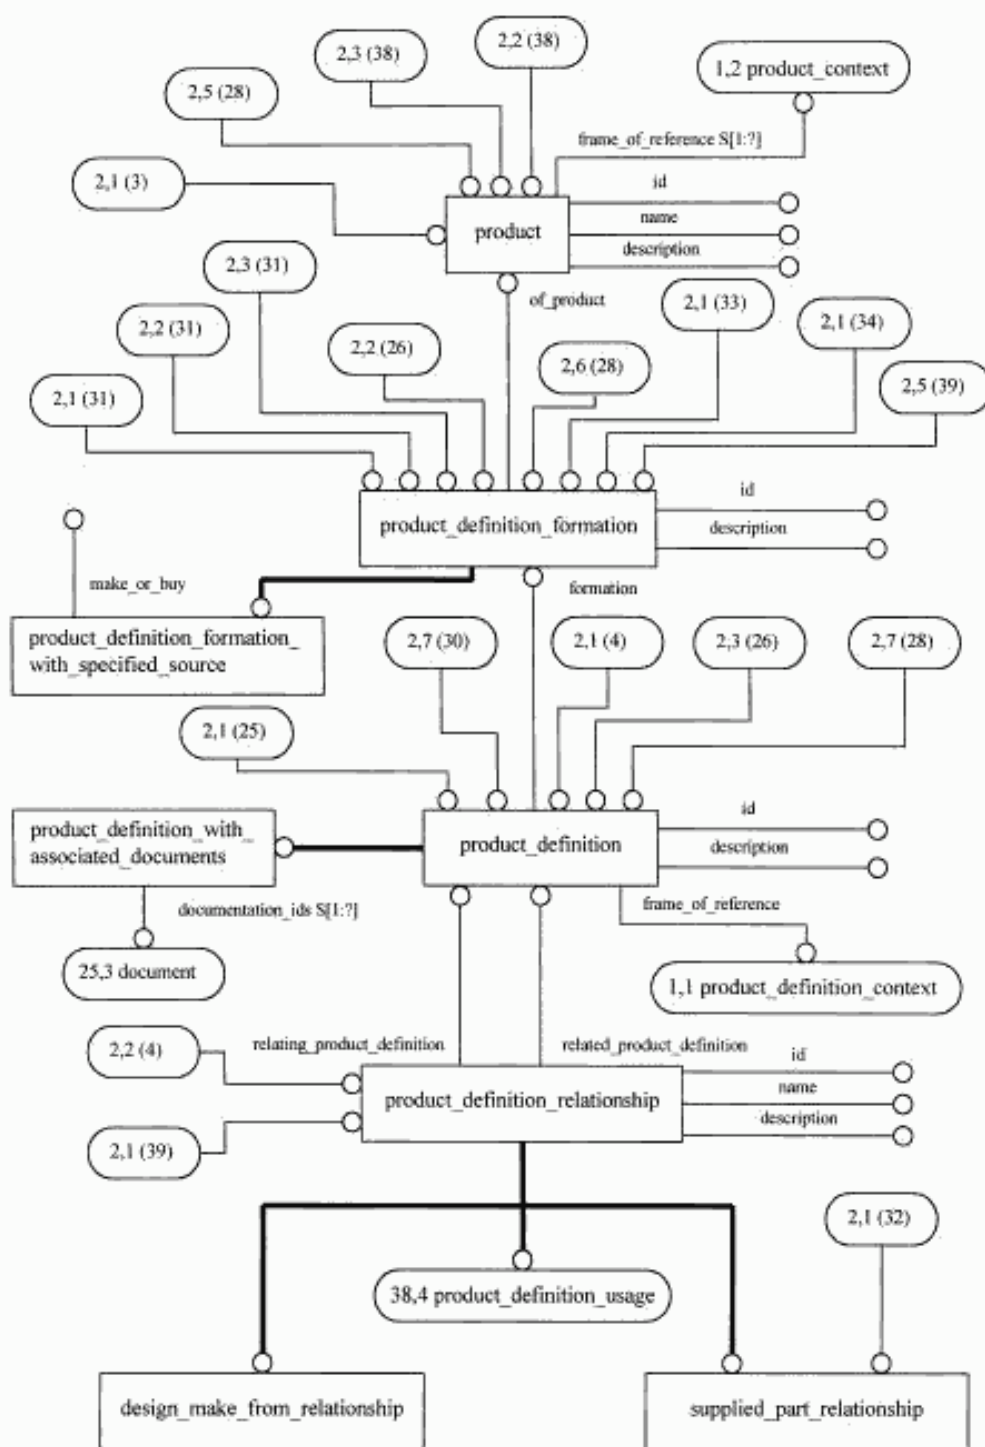 2,3 (38)
2,2 (38)
1,2 product_context
2,5 (28)
frame_of_reference S[1:?]
2,1 (3)
id
name
product
description
2,3 (31)
of_product
2,1 (33)
2,2 (31)
2,2 (26)
2,6 (28)
2,1 (34)
2,1 (31)
2,5 (39)
id
product_definition_formation
description
make_or_buy
formation
product_definition_formation_
with_specified_source
2,7 (30)
2,1 (4)
2,3 (26)
2,7 (28)
2,1 (25)
id
product_definition_with_
associated_documents
product_definition
description
documentation_ids S[1:?]
frame_of_reference
25,3 document
1,1 product_definition_context
2,2 (4)
relating_product_definition
related_product_definition
id
name
product_definition_relationship
description
2,1 (39)
2,1 (32)
38,4 product_definition_usage
design_make_from_relationship
supplied_part_relationship